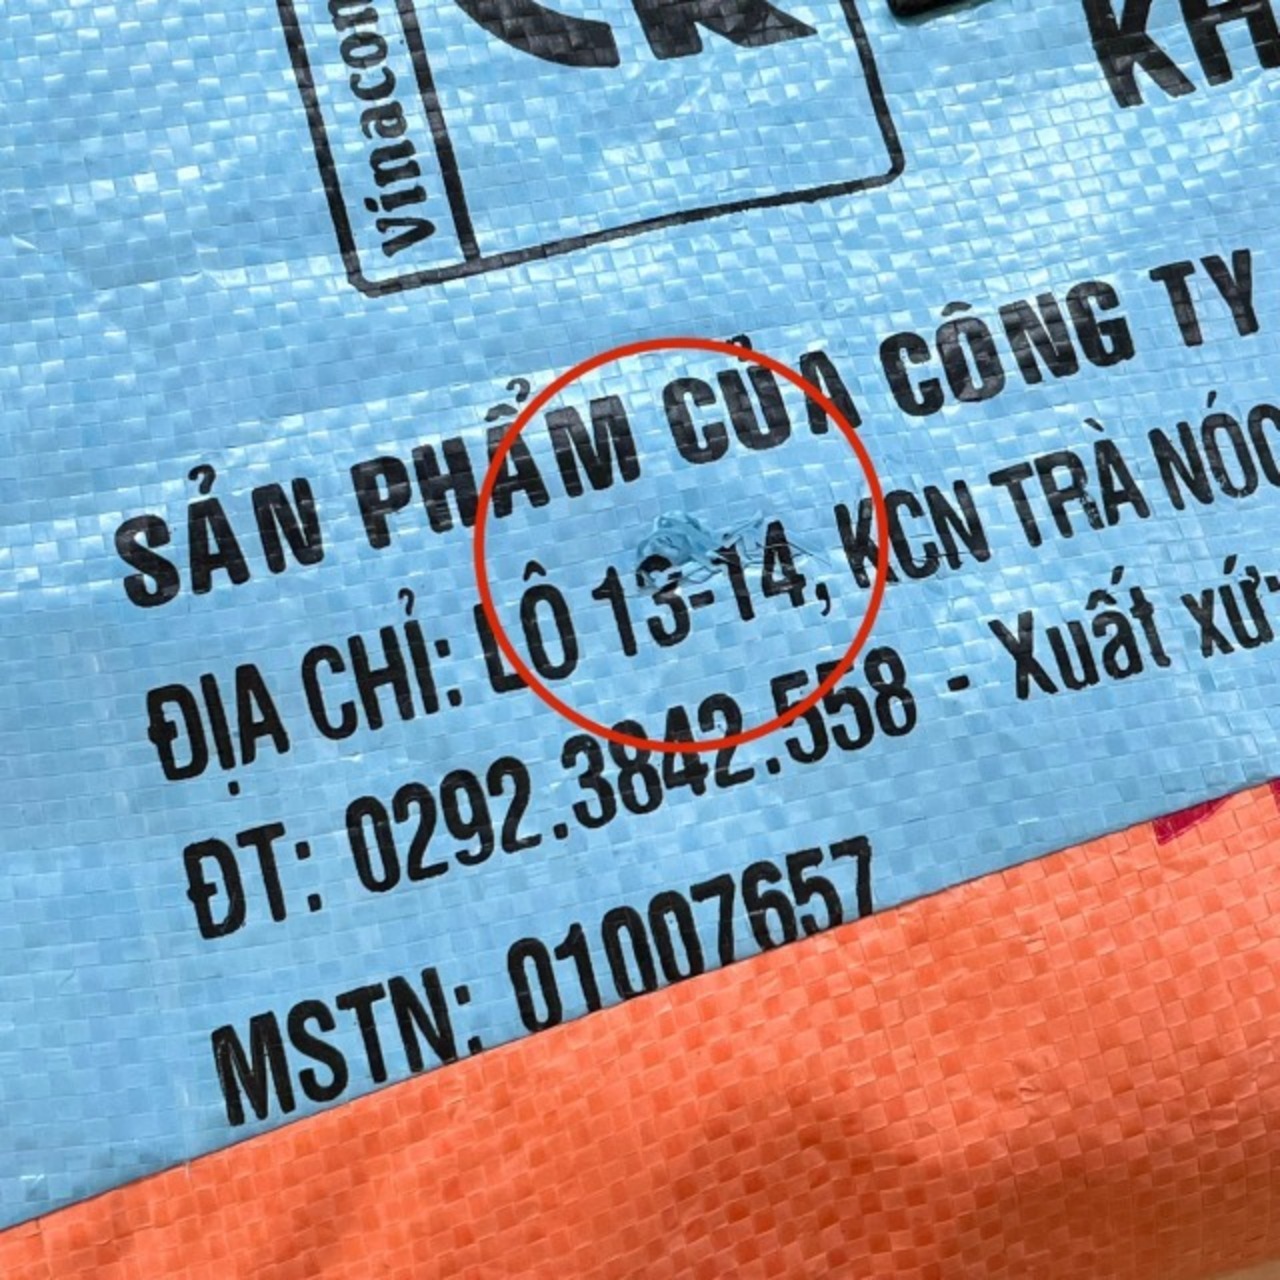 Vinacom
CK
KH
SẢN PHẨM CỦA CÔNG TY
ĐỊA CHỈ: LÔ 13-14, KCN TRÀ NÓC
ĐT: 0292.3842.558 - Xuất xứ:
MSTN: 01007657